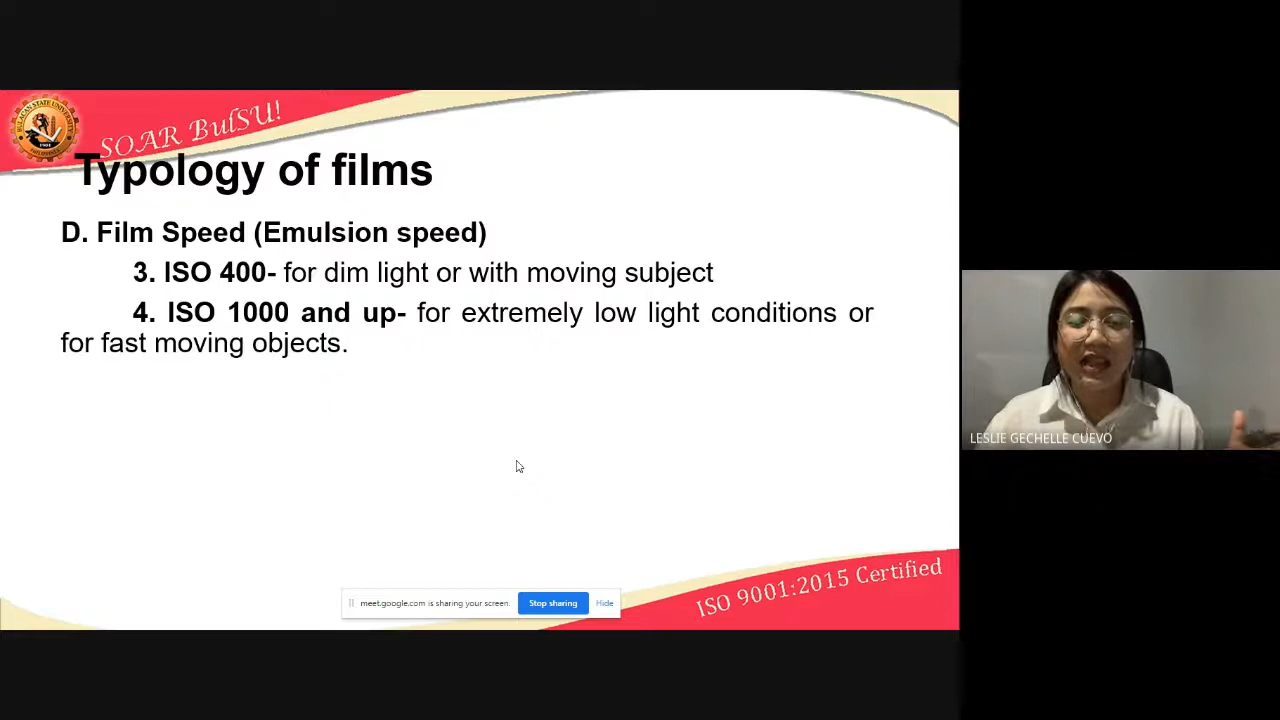 SOAR BulSU!
Typology of films
D. Film Speed (Emulsion speed)
3. ISO 400- for dim light or with moving subject
4. ISO 1000 and up- for extremely low light conditions or
for fast moving objects.
LESLIE GECHELLE CUEVO
ISO 9001:2015 Certified
meet.google.com is sharing your screen.
Stop sharing
Hide